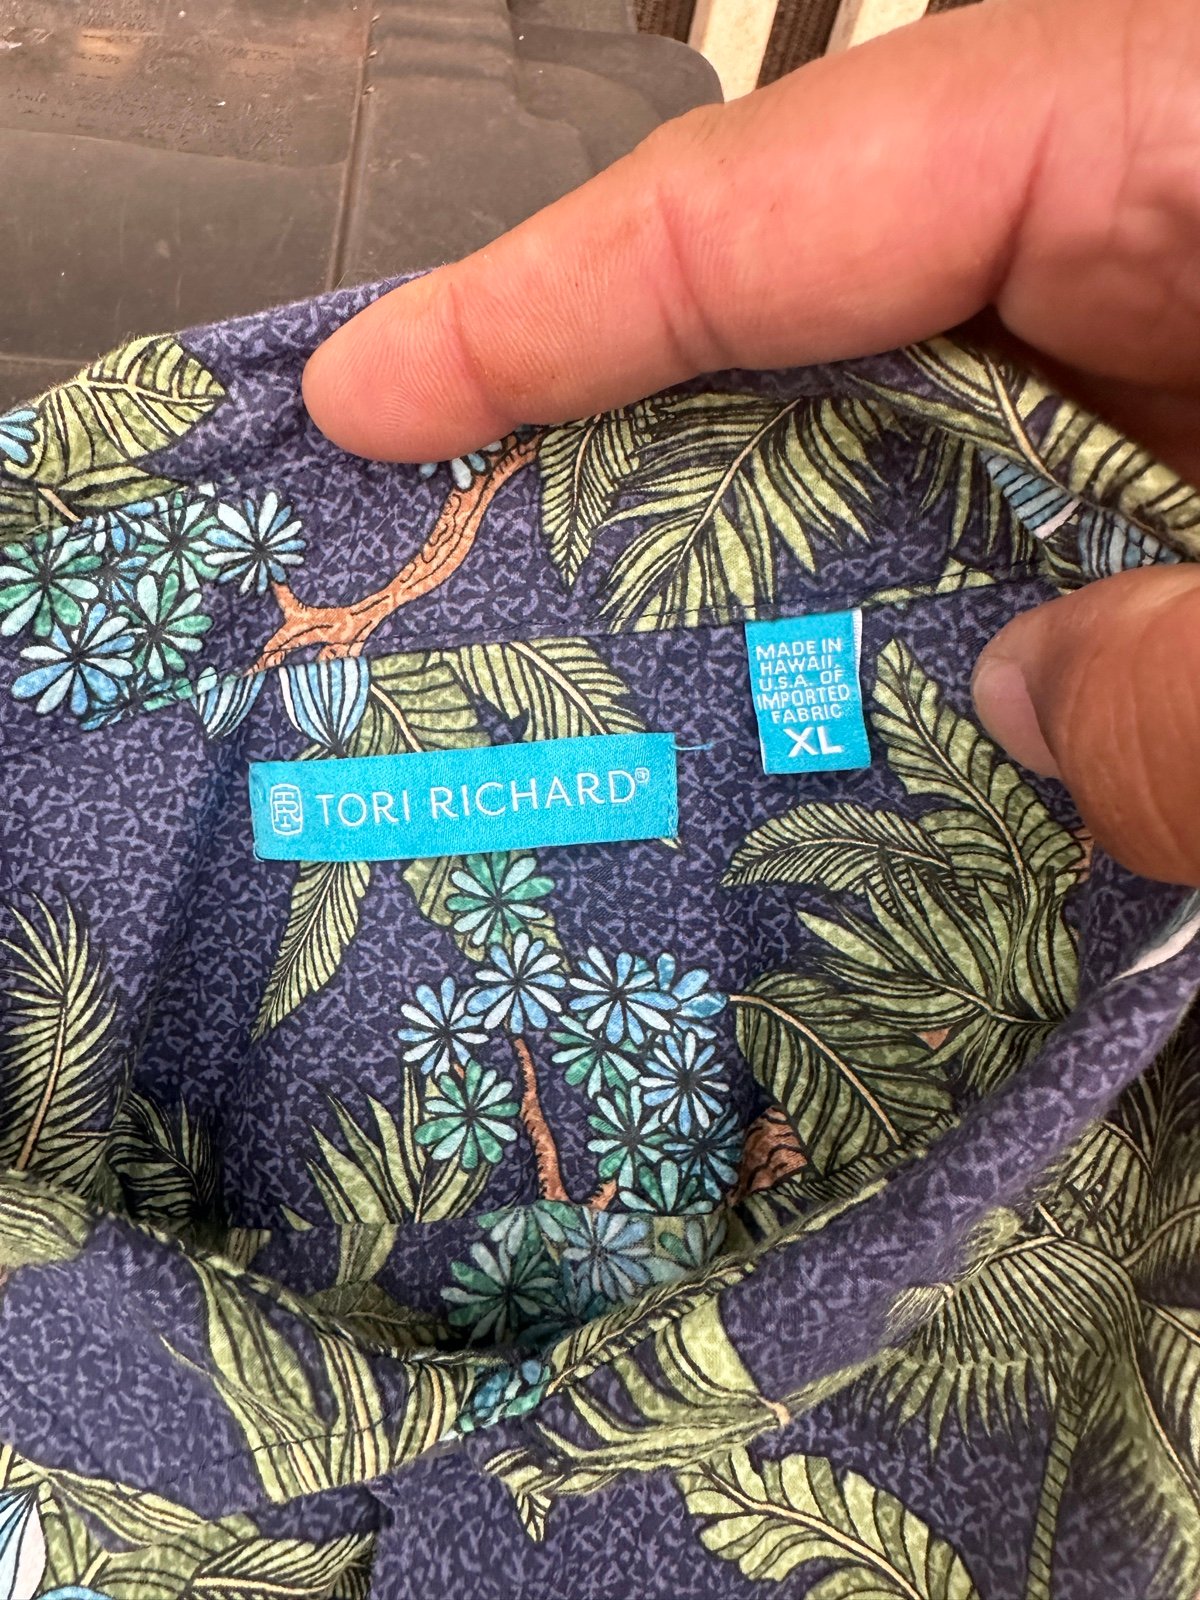 TORI RICHARD®
MADE IN
HAWAII,
U.S.A. OF
IMPORTED
FABRIC
XL